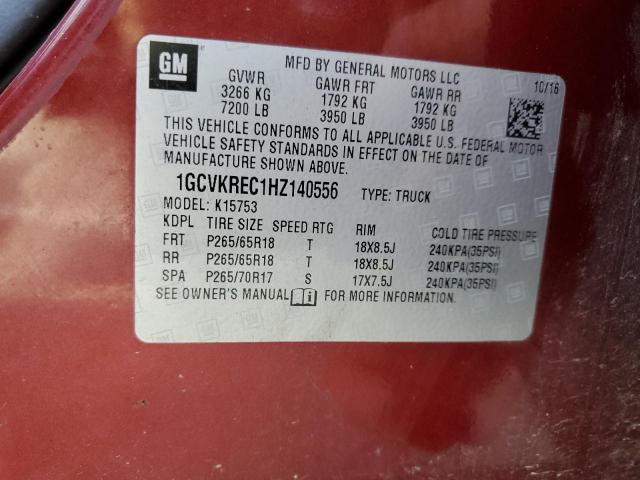 GM
MFD BY GENERAL MOTORS LLC
10/16
GVWR GAWR FRT GAWR RR
3266 KG 1792 KG 1792 KG
7200 LB 3950 LB 3950 LB
THIS VEHICLE CONFORMS TO ALL APPLICABLE U.S. FEDERAL MOTOR
VEHICLE SAFETY STANDARDS IN EFFECT ON THE DATE OF
MANUFACTURE SHOWN ABOVE.
1GCVKREC1HZ140556 TYPE: TRUCK
MODEL: K15753
KDPL TIRE SIZE SPEED RTG RIM COLD TIRE PRESSURE
FRT P265/65R18 T 18X8.5J 240KPA(35PSI)
RR P265/65R18 T 18X8.5J 240KPA(35PSI)
SPA P265/70R17 S 17X7.5J 240KPA(35PSI)
SEE OWNER'S MANUAL i FOR MORE INFORMATION.